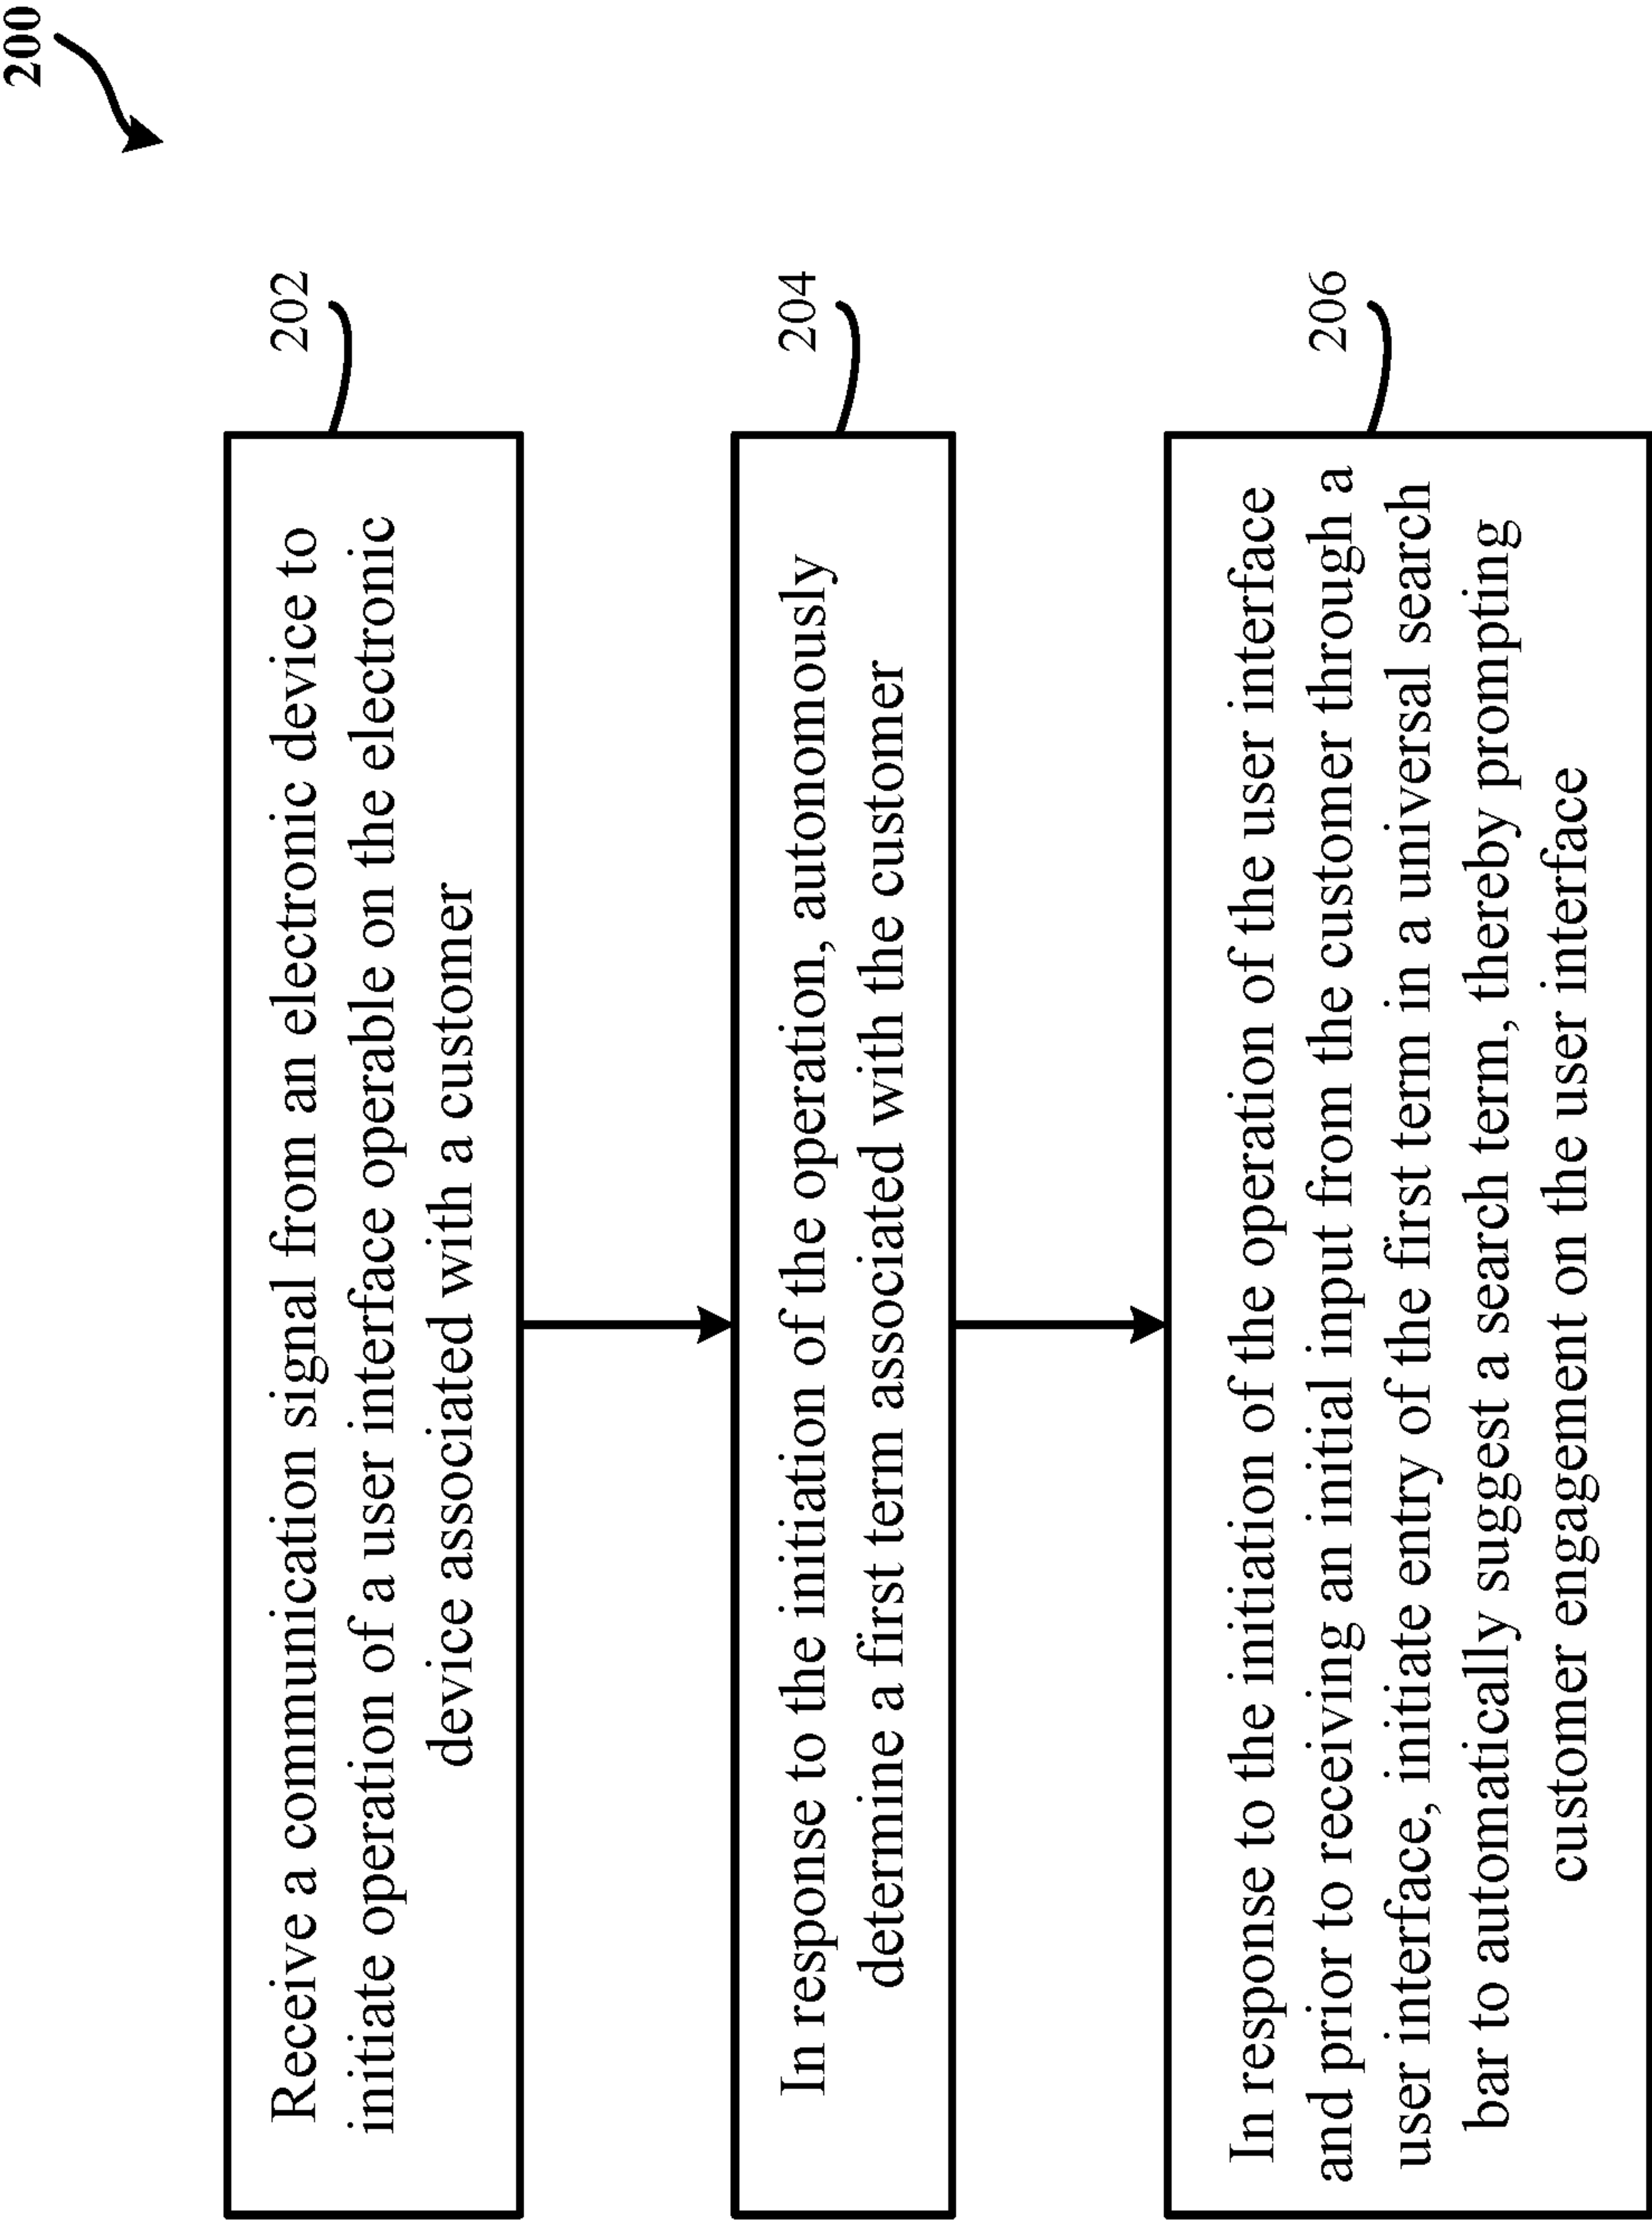 200
202
Receive a communication signal from an electronic device to
initiate operation of a user interface operable on the electronic
device associated with a customer
204
In response to the initiation of the operation, autonomously
determine a first term associated with the customer
206
In response to the initiation of the operation of the user interface
and prior to receiving an initial input from the customer through a
user interface, initiate entry of the first term in a universal search
bar to automatically suggest a search term, thereby prompting
customer engagement on the user interface